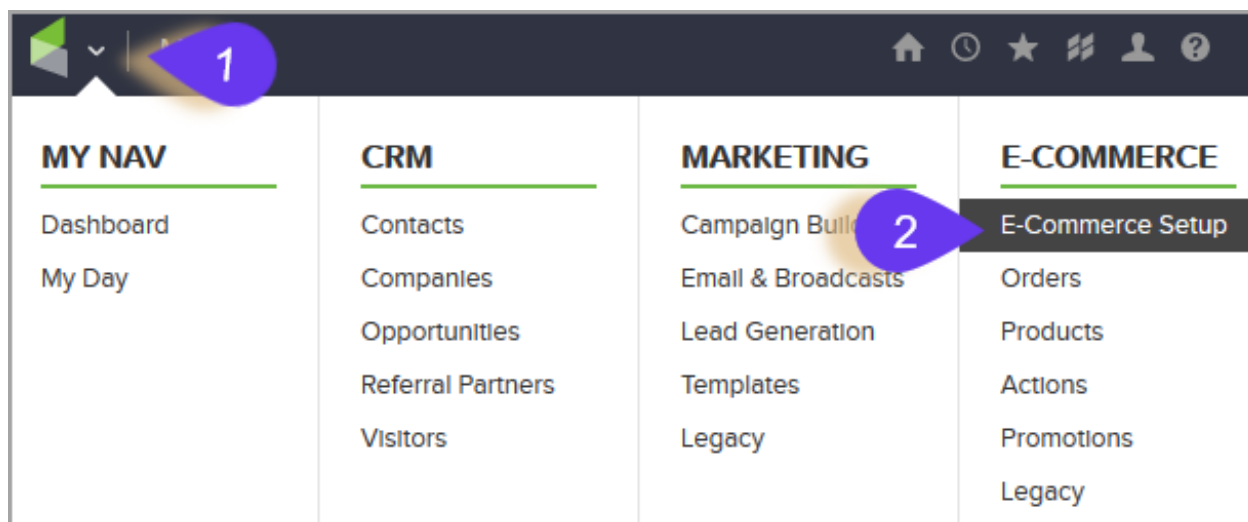 1
MY NAV
Dashboard
My Day
CRM
Contacts
Companies
Opportunities
Referral Partners
Visitors
MARKETING
Campaign
2
Email & Broadcasts
Lead Generation
Templates
Legacy
E-COMMERCE
E-Commerce Setup
Orders
Products
Actions
Promotions
Legacy